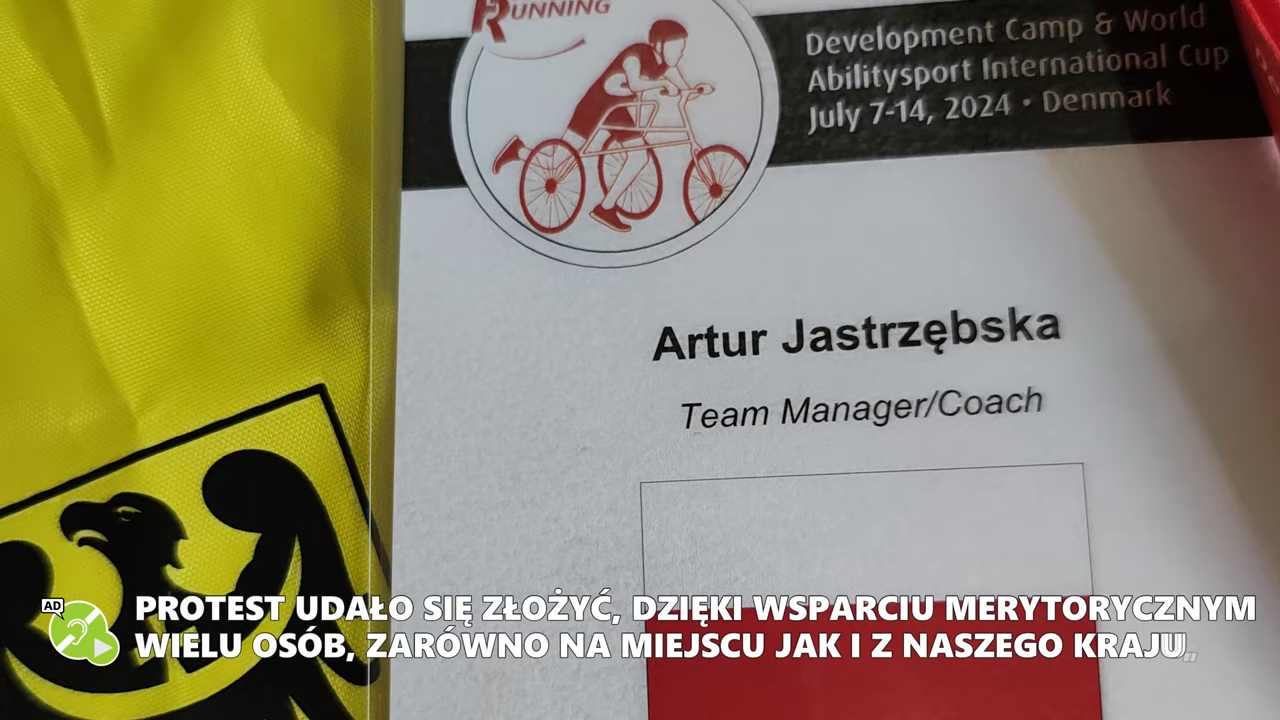 RUNNING
Development Camp & World
Abilitysport International Cup
July 7-14, 2024 • Denmark
Artur Jastrzębska
Team Manager/Coach
AD
PROTEST UDAŁO SIĘ ZŁOŻYĆ, DZIĘKI WSPARCIU MERYTORYCZNYM
WIELU OSÓB, ZARÓWNO NA MIEJSCU JAK I Z NASZEGO KRAJU,